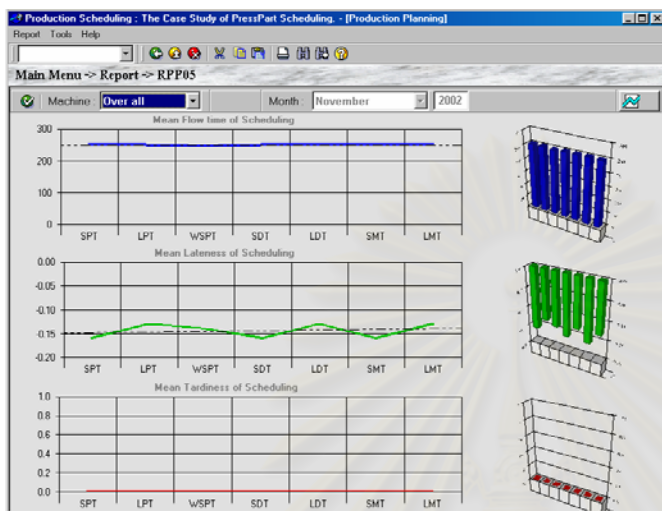 Production Scheduling : The Case Study of PressPart Scheduling. - [Production Planning]
Report Tools Help
Main Menu -> Report -> RPP05
Machine : Over all Month : November 2002
Mean Flow time of Scheduling
300
200
100
0
SPT LPT WSPT SDT LDT SMT LMT
Mean Lateness of Scheduling
0.00
-0.05
-0.10
-0.15
-0.20
SPT LPT WSPT SDT LDT SMT LMT
Mean Tardiness of Scheduling
1.0
0.8
0.6
0.4
0.2
0.0
SPT LPT WSPT SDT LDT SMT LMT